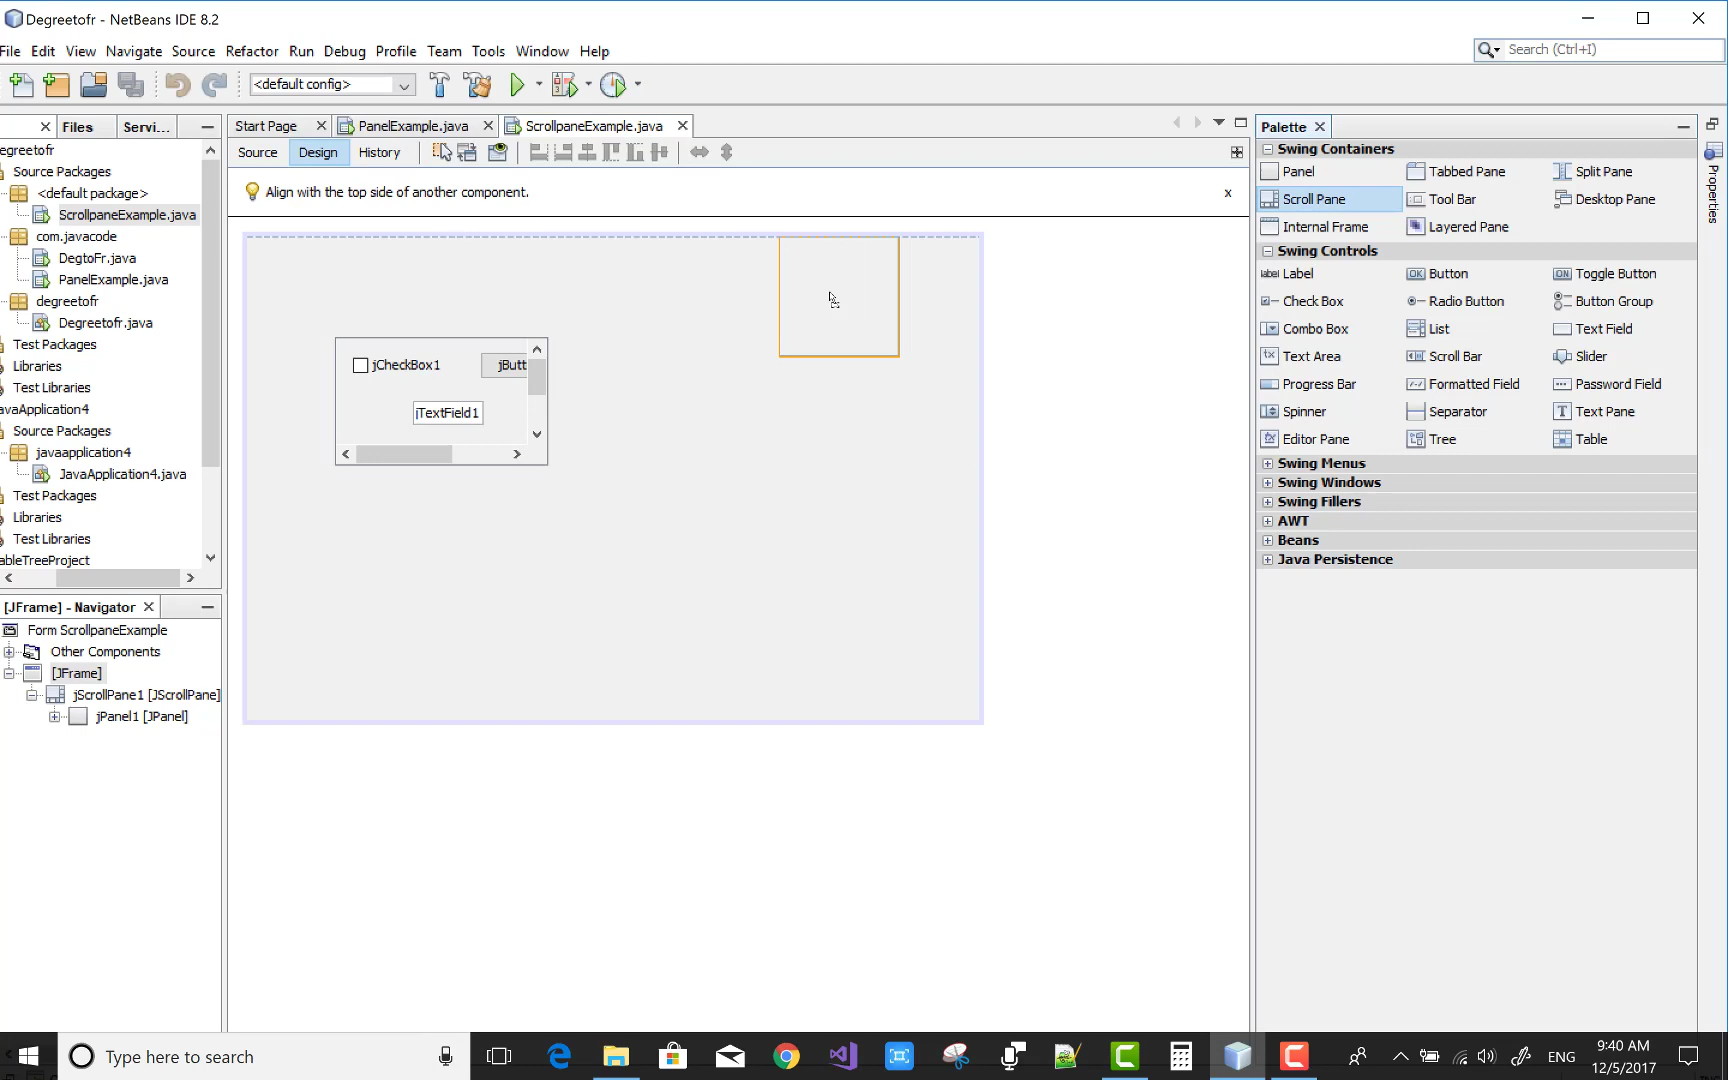 Degreetofr - NetBeans IDE 8.2
File Edit View Navigate Source Refactor Run Debug Profile Team Tools Window Help
Search (Ctrl+I)
<default config>
Files Servi...
Start Page PanelExample.java ScrollpaneExample.java
Palette
Source Design History
Align with the top side of another component.
x
egreetofr
Source Packages
<default package>
ScrollpaneExample.java
com.javacode
DegtoFr.java
PanelExample.java
degreetofr
Degreetofr.java
Test Packages
Libraries
Test Libraries
avaApplication4
Source Packages
javaapplication4
JavaApplication4.java
Test Packages
Libraries
Test Libraries
ableTreeProject
[JFrame] - Navigator
Form ScrollpaneExample
Other Components
[JFrame]
jScrollPane1 [JScrollPane]
jPanel1 [JPanel]
jCheckBox1 jButt
jTextField1
Swing Containers
Panel Tabbed Pane Split Pane
Scroll Pane Tool Bar Desktop Pane
Internal Frame Layered Pane
Swing Controls
label Label OK Button ON Toggle Button
Check Box Radio Button Button Group
Combo Box List Text Field
Text Area Scroll Bar Slider
Progress Bar Formatted Field Password Field
Spinner Separator T Text Pane
Editor Pane Tree Table
Swing Menus
Swing Windows
Swing Fillers
AWT
Beans
Java Persistence
Properties
Type here to search
ENG
9:40 AM
12/5/2017